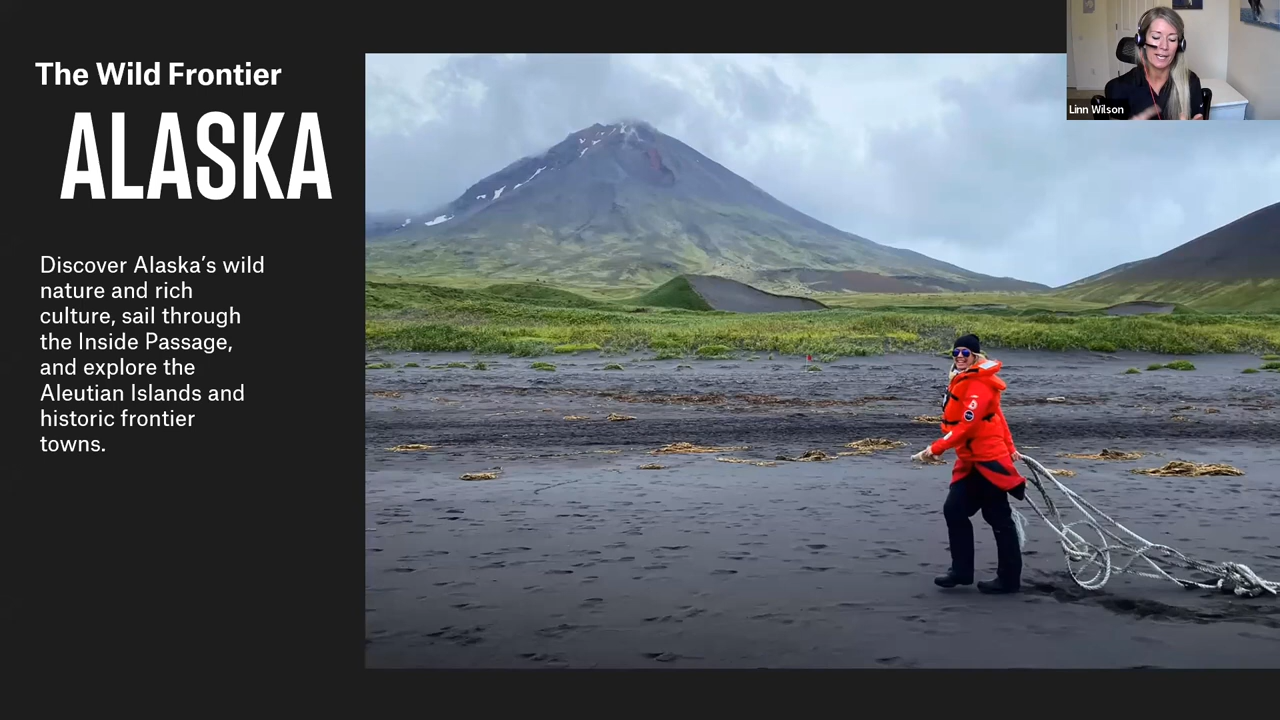 The Wild Frontier
ALASKA
Discover Alaska’s wild
nature and rich
culture, sail through
the Inside Passage,
and explore the
Aleutian Islands and
historic frontier
towns.
Linn Wilson